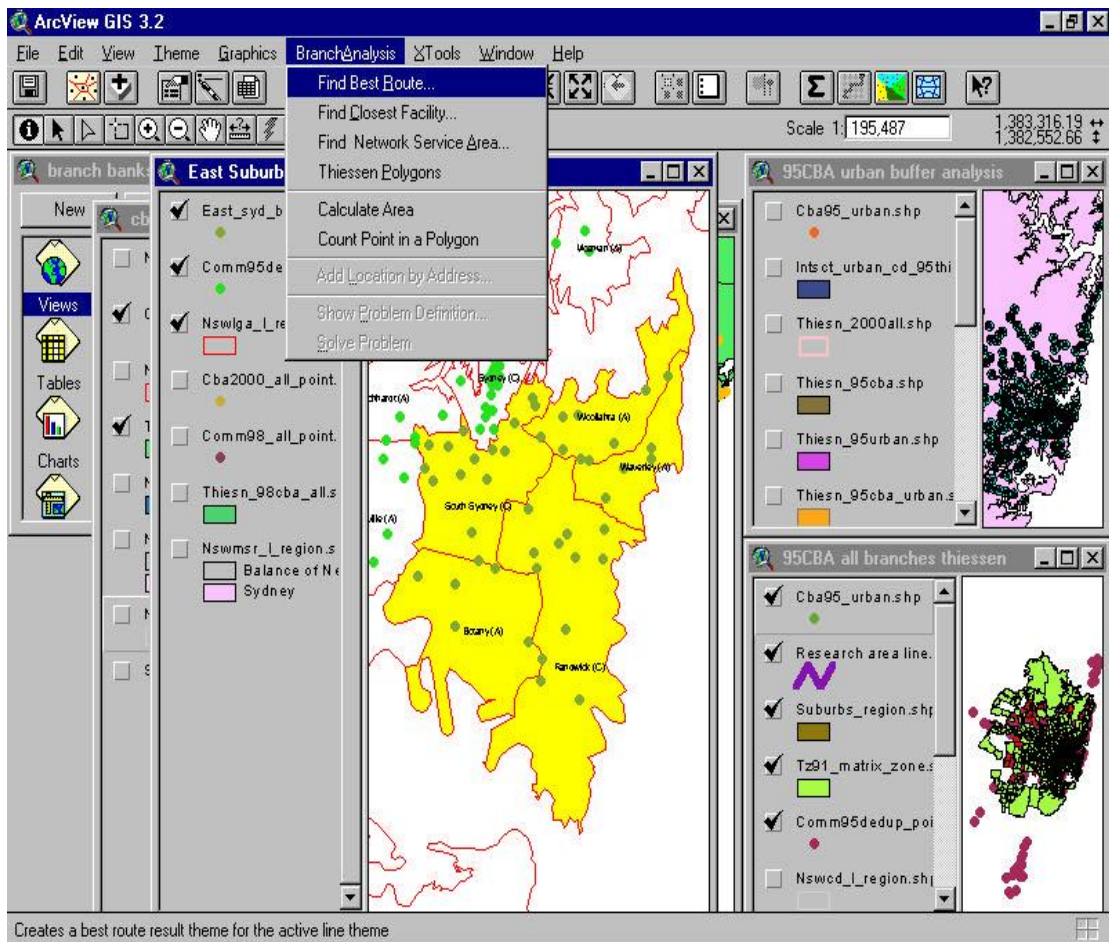 ArcView GIS 3.2
File Edit View Theme Graphics BranchAnalysis XTools Window Help
Scale 1: 195,487
1,383,316.19
1,382,552.66
Find Best Route...
Find Closest Facility...
Find Network Service Area...
Thiessen Polygons
Calculate Area
Count Point in a Polygon
Add Location by Address...
Show Problem Definition...
Solve Problem
branch banks
New
Views
Tables
Charts
cb
East Suburb
East_syd_b
Comm95de
Nswlga_l_re
Cba2000_all_point.
Comm98_all_point.
Thiesn_98cba_all.s
Nswmsr_l_region.s
Balance of Ne
Sydney
Mosman (A)
Sydney (C)
chhardt(A)
Woollahra (A)
Waverley (A)
South Sydney (C)
ville (A)
Botany (A)
Randwick (C)
95CBA urban buffer analysis
Cba95_urban.shp
Intsct_urban_cd_95thi
Thiesn_2000all.shp
Thiesn_95cba.shp
Thiesn_95urban.shp
Thiesn_95cba_urban.s
95CBA all branches thiessen
Cba95_urban.shp
Research area line.
Suburbs_region.shp
Tz91_matrix_zone.s
Comm95dedup_poi
Nswcd_l_region.shp
Creates a best route result theme for the active line theme